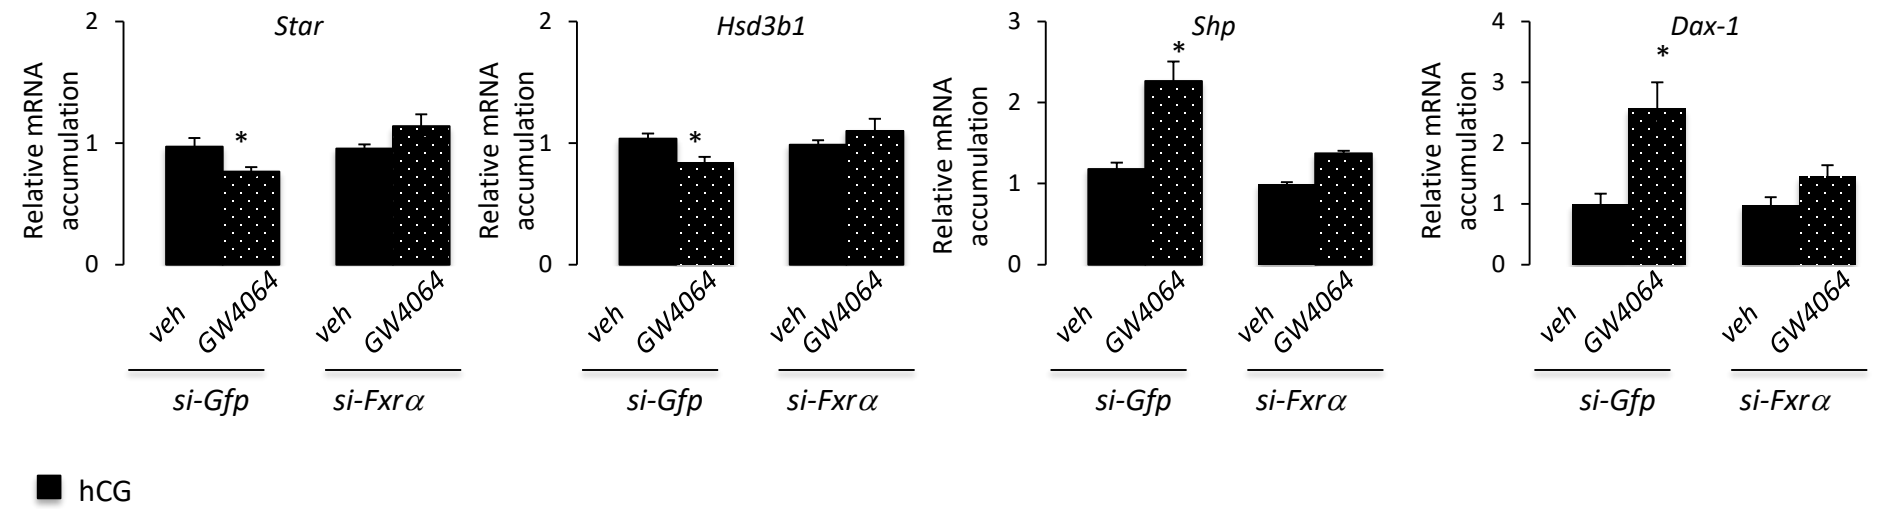 Star
2
1
0
Relative mRNA
accumulation
veh
GW4064
veh
GW4064
si-Gfp
si-Fxrα
Hsd3b1
2
1
0
Relative mRNA
accumulation
*
*
veh
GW4064
veh
GW4064
si-Gfp
si-Fxrα
Shp
3
2
1
0
Relative mRNA
accumulation
*
veh
GW4064
veh
GW4064
si-Gfp
si-Fxrα
Dax-1
4
3
2
1
0
Relative mRNA
accumulation
*
veh
GW4064
veh
GW4064
si-Gfp
si-Fxrα
hCG